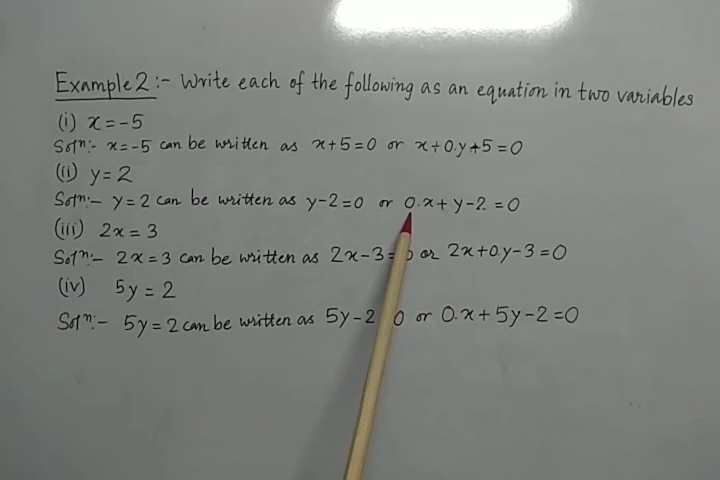 Example 2:- Write each of the following as an equation in two variables
(i) x=-5
Solⁿ:- x=-5 can be written as x+5=0 or x+0.y+5=0
(ii) y=2
Solⁿ:- y=2 can be written as y-2=0 or 0.x+y-2=0
(iii) 2x=3
Solⁿ:- 2x=3 can be written as 2x-3=0 or 2x+0.y-3=0
(iv) 5y=2
Solⁿ:- 5y=2 can be written as 5y-2 0 or 0.x+5y-2=0